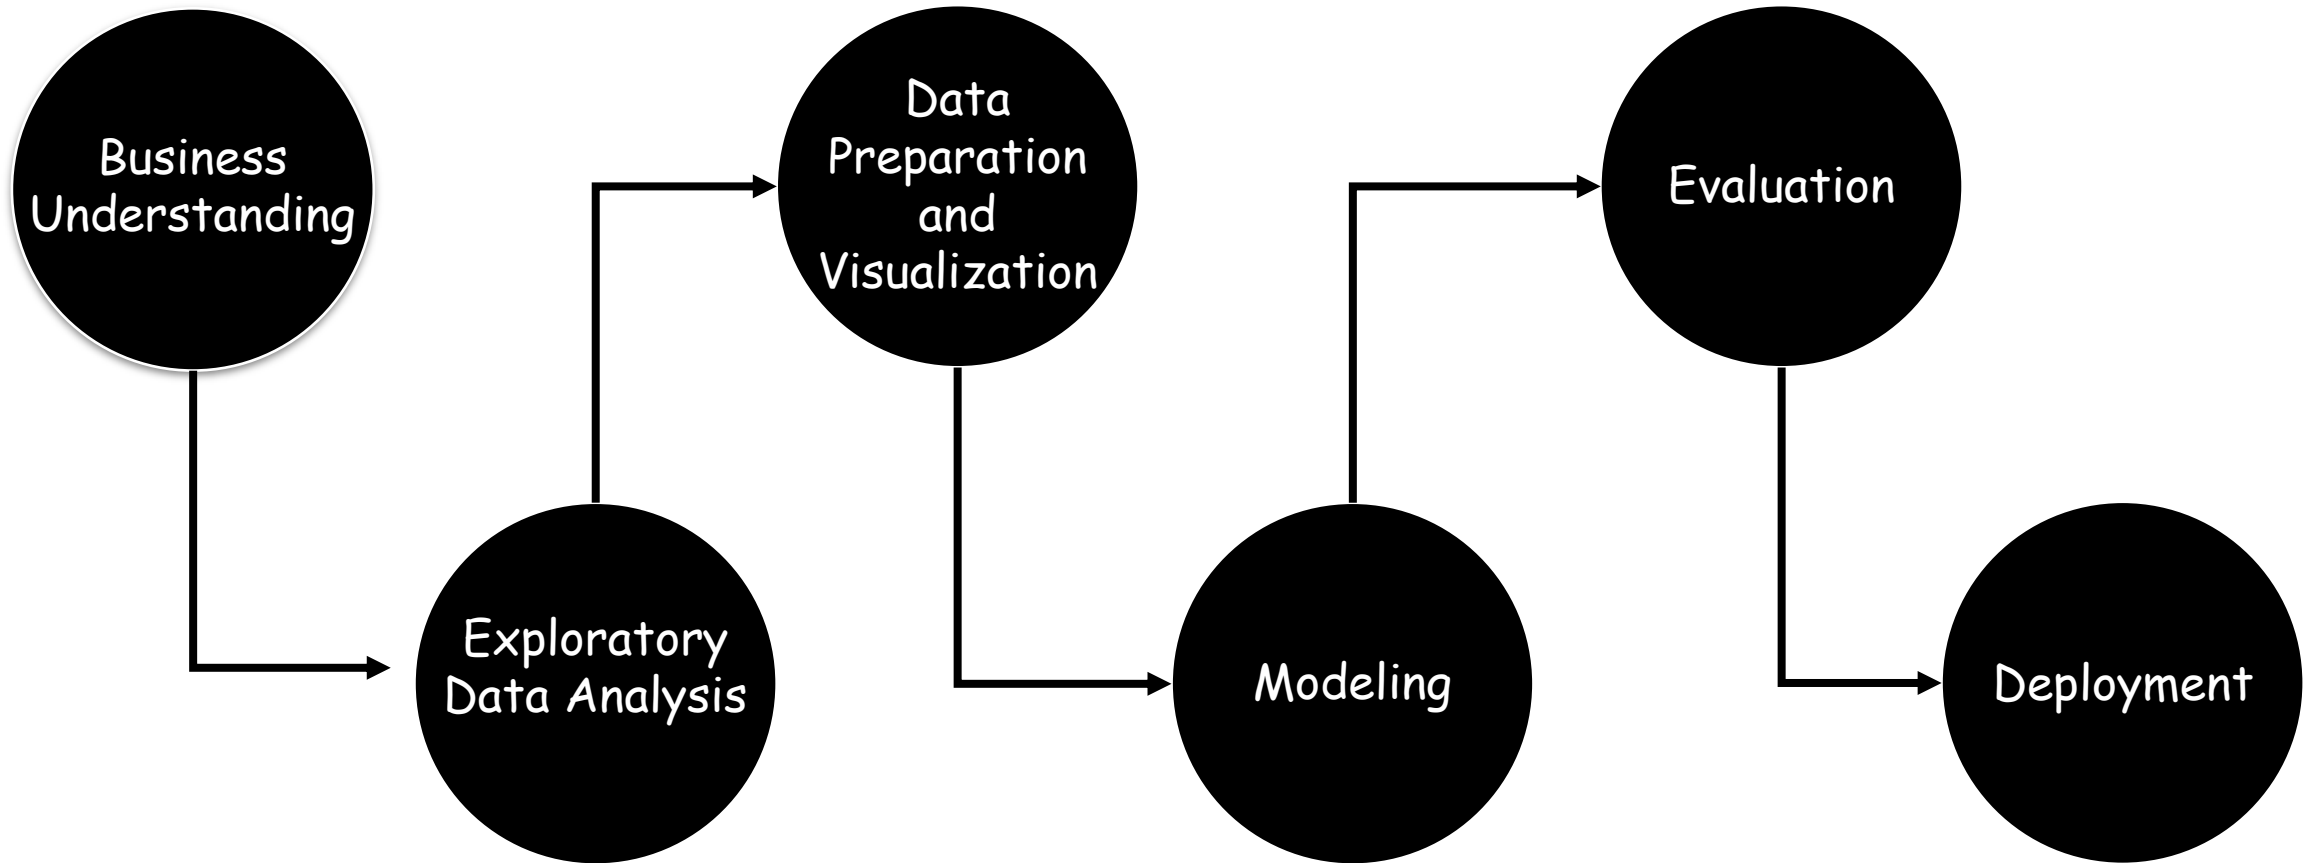 Business
Understanding
Exploratory
Data Analysis
Data
Preparation
and
Visualization
Modeling
Evaluation
Deployment